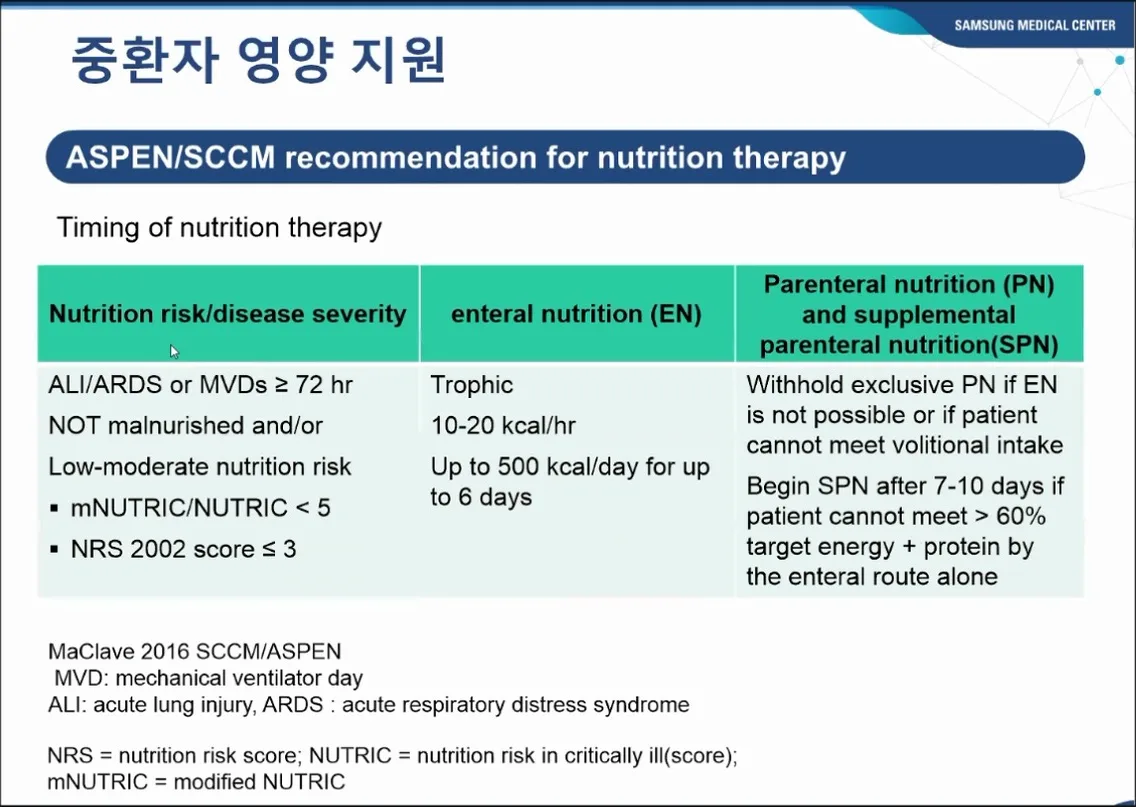 SAMSUNG MEDICAL CENTER
중환자 영양 지원
ASPEN/SCCM recommendation for nutrition therapy
Timing of nutrition therapy
Nutrition risk/disease severity
enteral nutrition (EN)
Parenteral nutrition (PN)
and supplemental
parenteral nutrition(SPN)
ALI/ARDS or MVDs ≥ 72 hr
NOT malnurished and/or
Low-moderate nutrition risk
▪ mNUTRIC/NUTRIC < 5
▪ NRS 2002 score ≤ 3
Trophic
10-20 kcal/hr
Up to 500 kcal/day for up
to 6 days
Withhold exclusive PN if EN
is not possible or if patient
cannot meet volitional intake
Begin SPN after 7-10 days if
patient cannot meet > 60%
target energy + protein by
the enteral route alone
MaClave 2016 SCCM/ASPEN
MVD: mechanical ventilator day
ALI: acute lung injury, ARDS : acute respiratory distress syndrome
NRS = nutrition risk score; NUTRIC = nutrition risk in critically ill(score);
mNUTRIC = modified NUTRIC